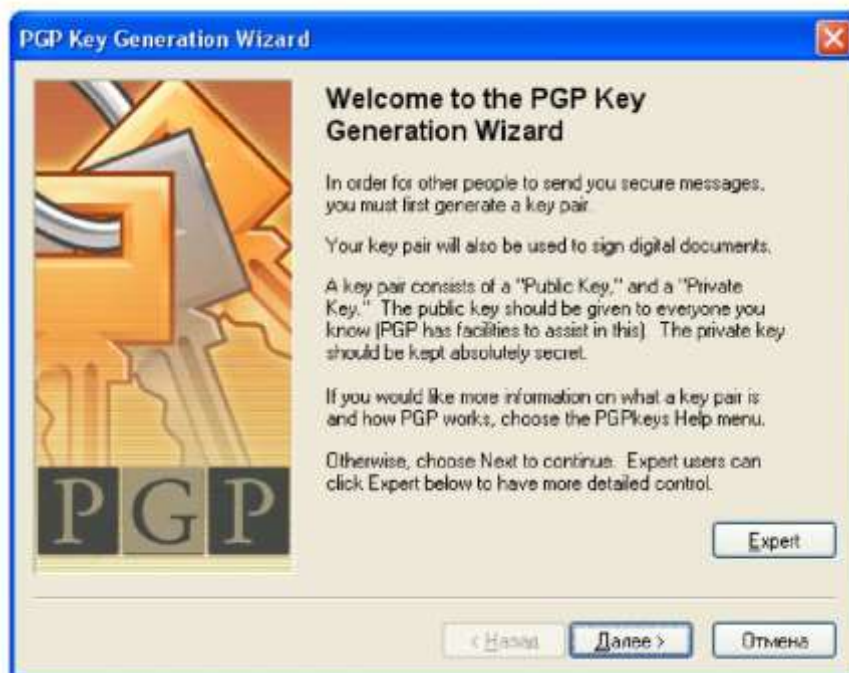 PGP Key Generation Wizard
Welcome to the PGP Key
Generation Wizard
In order for other people to send you secure messages,
you must first generate a key pair.
Your key pair will also be used to sign digital documents.
A key pair consists of a "Public Key," and a "Private
Key." The public key should be given to everyone you
know (PGP has facilities to assist in this) The private key
should be kept absolutely secret.
If you would like more information on what a key pair is
and how PGP works, choose the PGPkeys Help menu.
Otherwise, choose Next to continue. Expert users can
click Expert below to have more detailed control.
PGP
Expert
< Назад
Далее >
Отмена